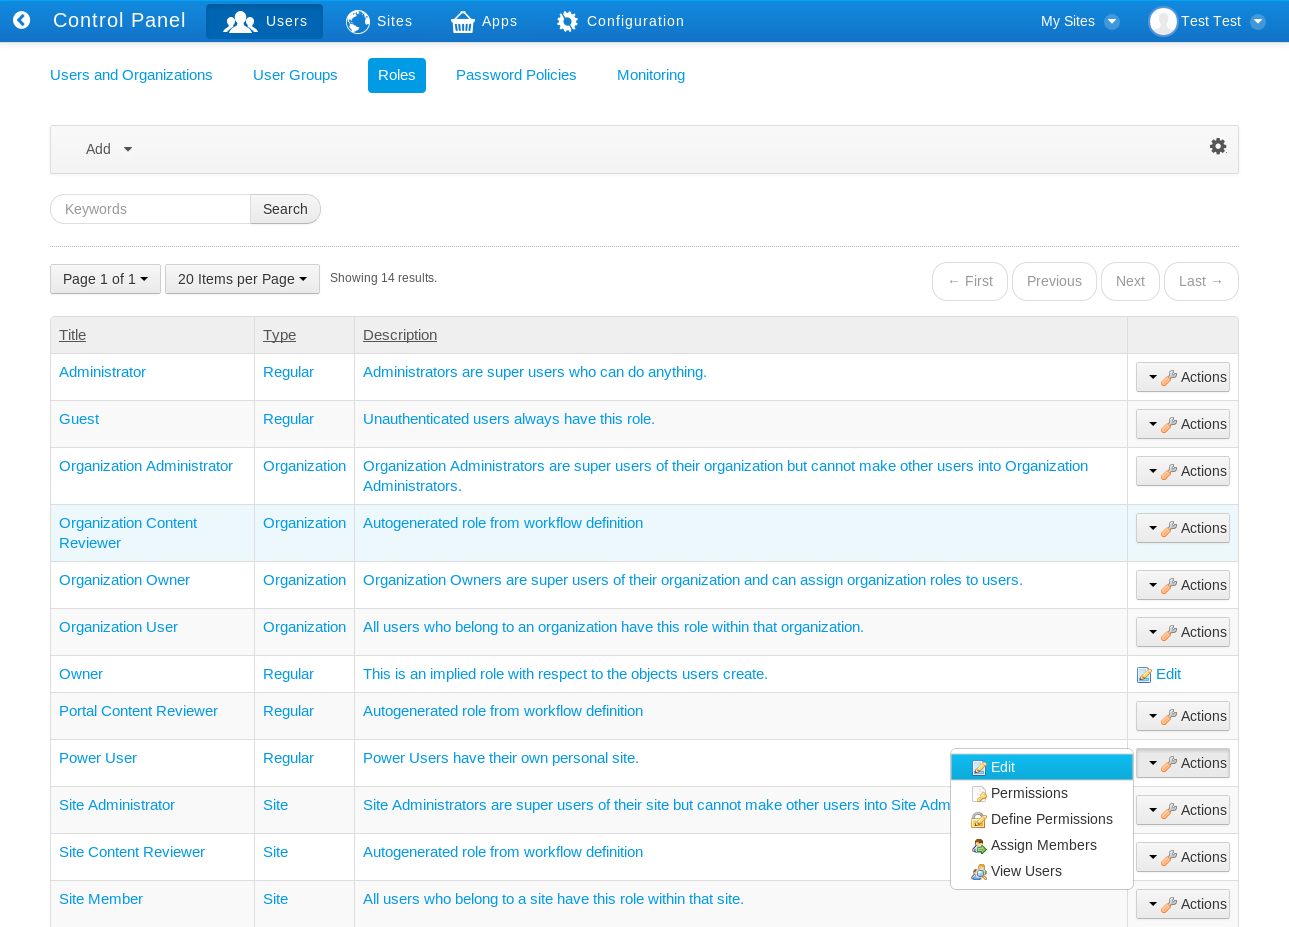 Control Panel Users Sites Apps Configuration My Sites Test Test
Users and Organizations User Groups Roles Password Policies Monitoring
Add
Keywords Search
Page 1 of 1 20 Items per Page Showing 14 results. ← First Previous Next Last →
Title Type Description
Administrator Regular Administrators are super users who can do anything. Actions
Guest Regular Unauthenticated users always have this role. Actions
Organization Administrator Organization Organization Administrators are super users of their organization but cannot make other users into Organization Actions
Administrators.
Organization Content Organization Autogenerated role from workflow definition Actions
Reviewer
Organization Owner Organization Organization Owners are super users of their organization and can assign organization roles to users. Actions
Organization User Organization All users who belong to an organization have this role within that organization. Actions
Owner Regular This is an implied role with respect to the objects users create. Edit
Portal Content Reviewer Regular Autogenerated role from workflow definition Actions
Power User Regular Power Users have their own personal site. Actions
Edit
Permissions
Define Permissions
Assign Members
View Users
Site Administrator Site Site Administrators are super users of their site but cannot make other users into Site Adm Actions
Site Content Reviewer Site Autogenerated role from workflow definition Actions
Site Member Site All users who belong to a site have this role within that site. Actions